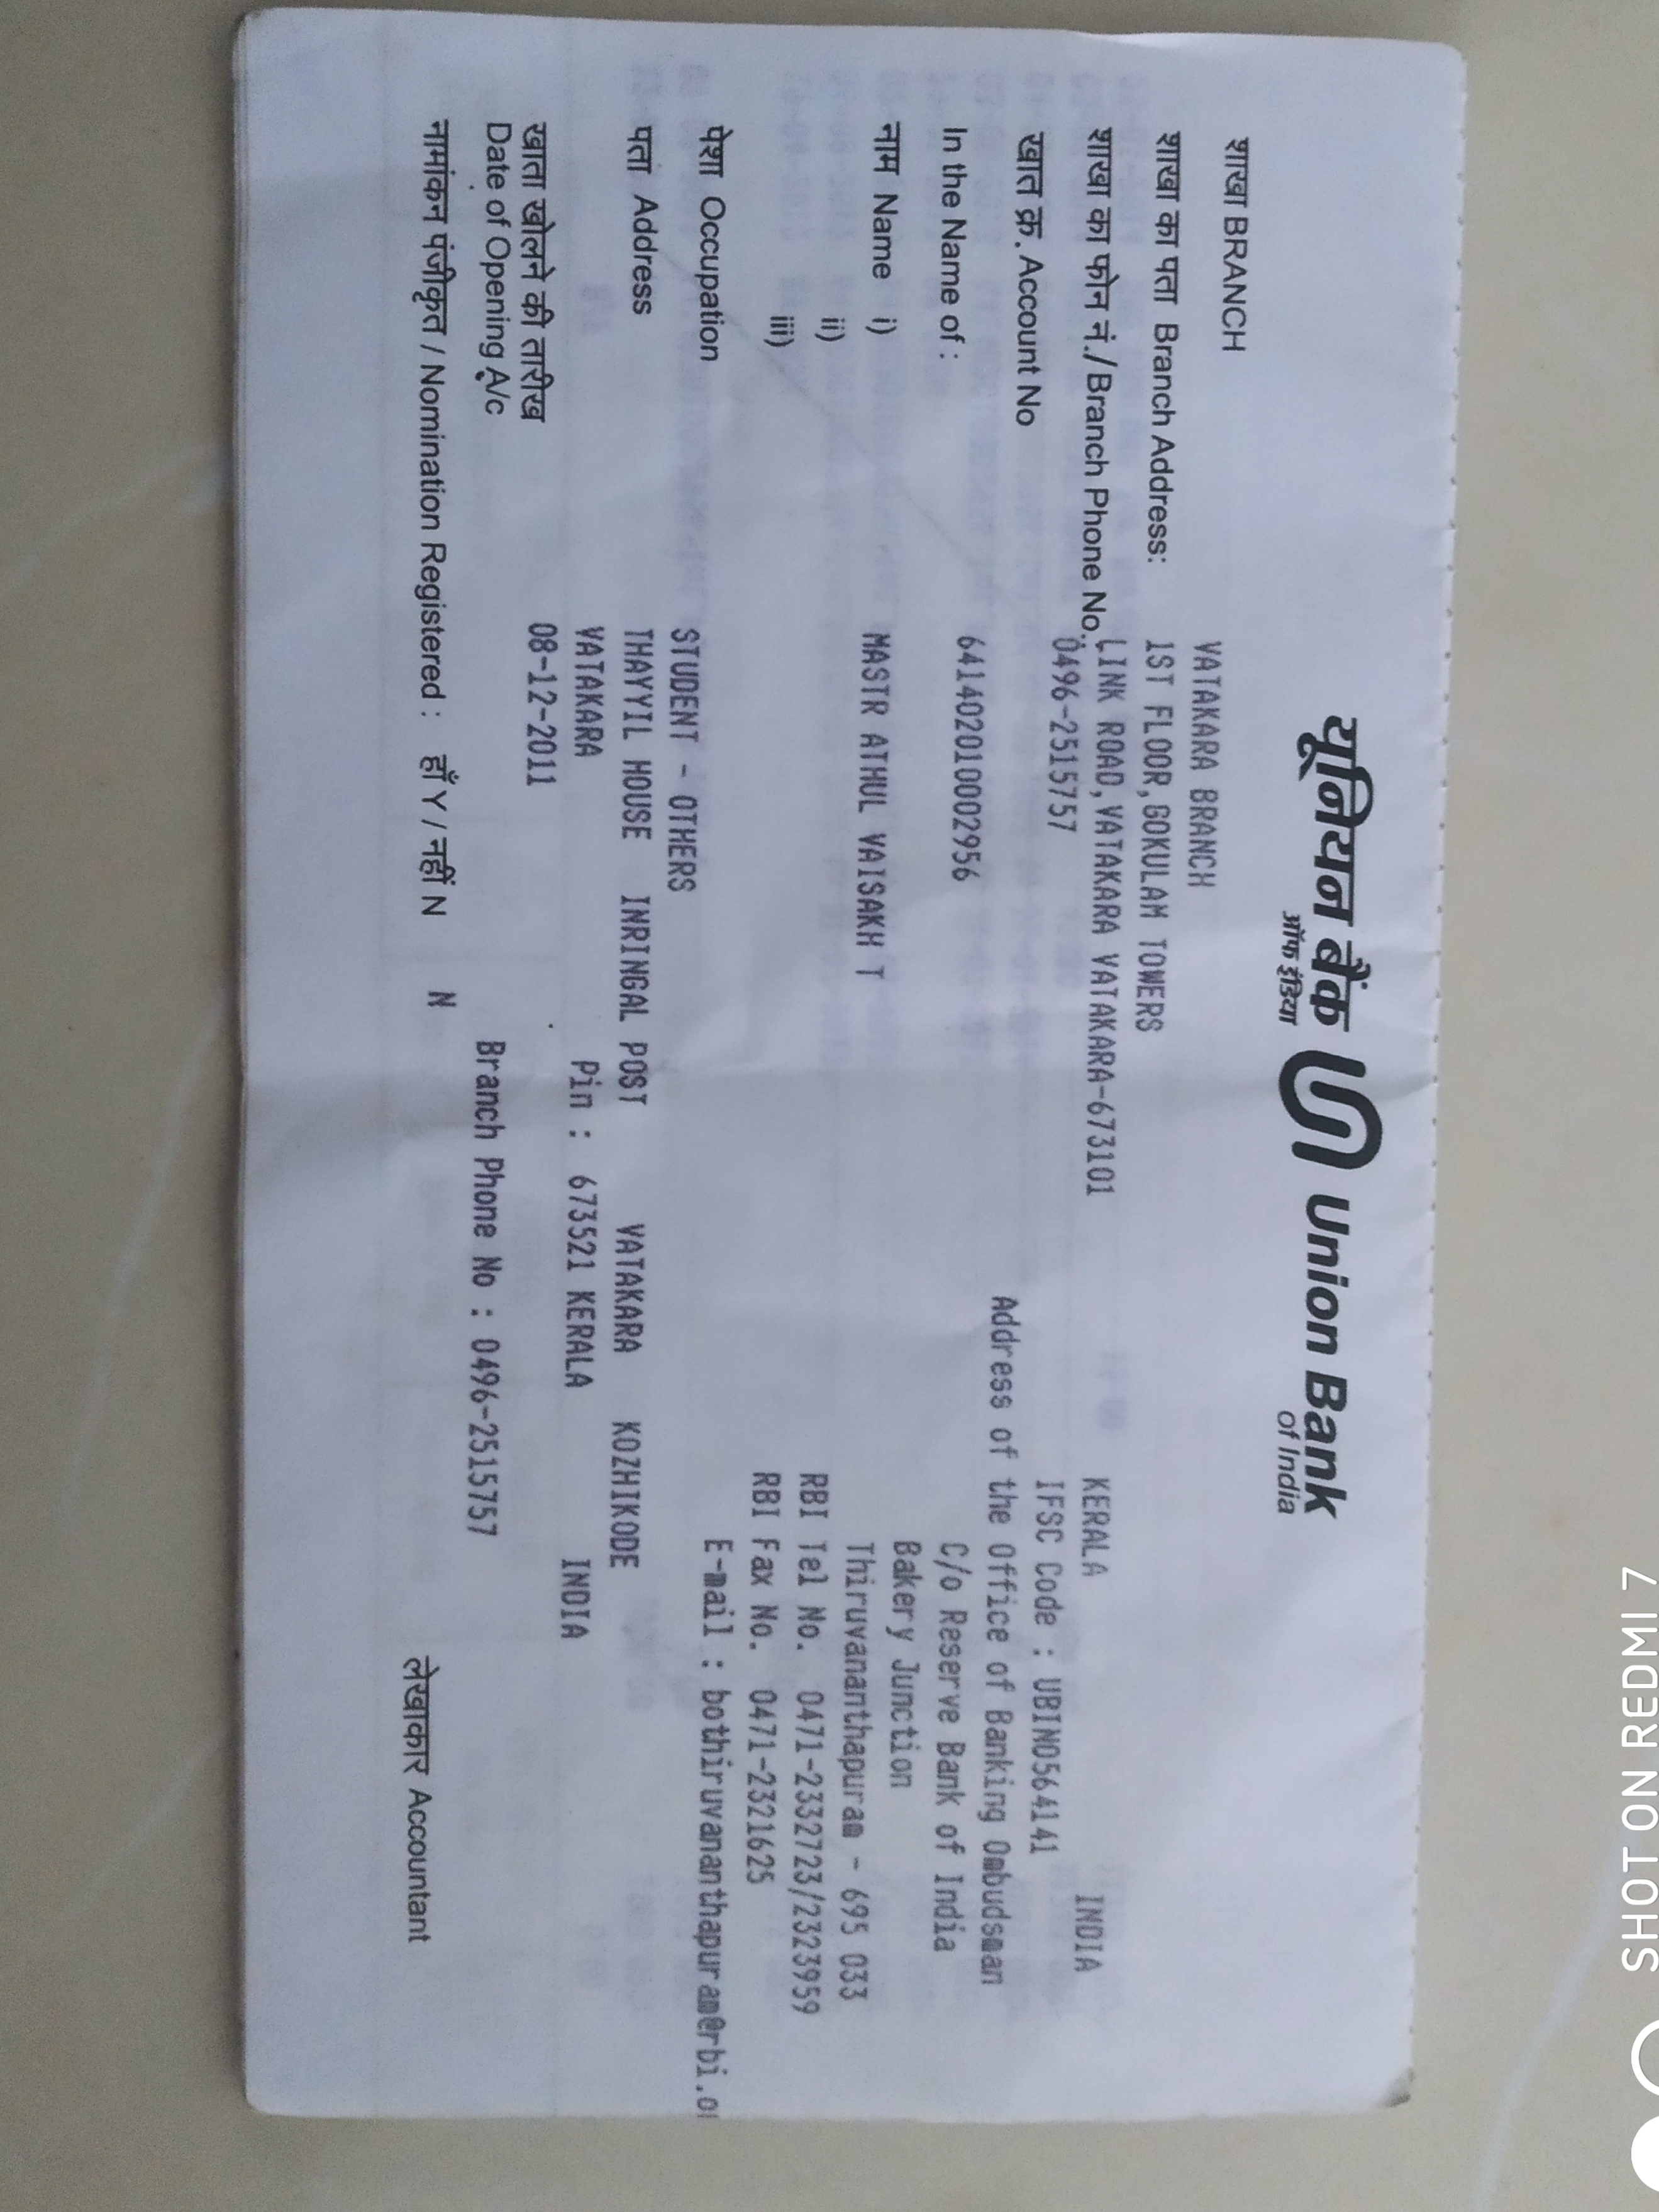 यूनियन बैंक Union Bank
ऑफ इंडिया of India
शाखा BRANCH VATAKARA BRANCH
शाखा का पता Branch Address: 1ST FLOOR,GOKULAM TOWERS
LINK ROAD,VATAKARA VATAKARA-673101 KERALA INDIA
शाखा का फोन नं./Branch Phone No. 0496-2515757 IFSC Code : UBIN0564141
खात क्र. Account No 641402010002956
Address of the Office of Banking Ombudsman
In the Name of : C/o Reserve Bank of India
Bakery Junction
नाम Name i) MASTR ATHUL VAISAKH T Thiruvananthapuram - 695 033
ii) RBI Tel No. 0471-2332723/2323959
iii) RBI Fax No. 0471-2321625
E-mail : bothiruvananthapuram@rbi.
पेशा Occupation STUDENT - OTHERS
पता Address THAYYIL HOUSE INRINGAL POST VATAKARA KOZHIKODE
VATAKARA Pin : 673521 KERALA INDIA
खाता खोलने की तारीख 08-12-2011
Date of Opening A/c Branch Phone No : 0496-2515757
नामांकन पंजीकृत / Nomination Registered : हाँ Y / नहीं N N
लेखाकार Accountant
SHOT ON REDMI 7